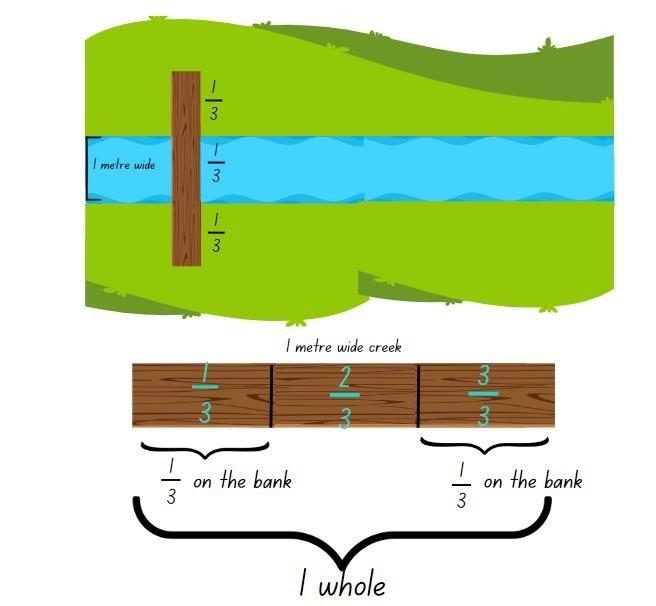 1/3
1 metre wide
1/3
1/3
1 metre wide creek
1/3 2/3 3/3
1/3 on the bank
1/3 on the bank
1 whole